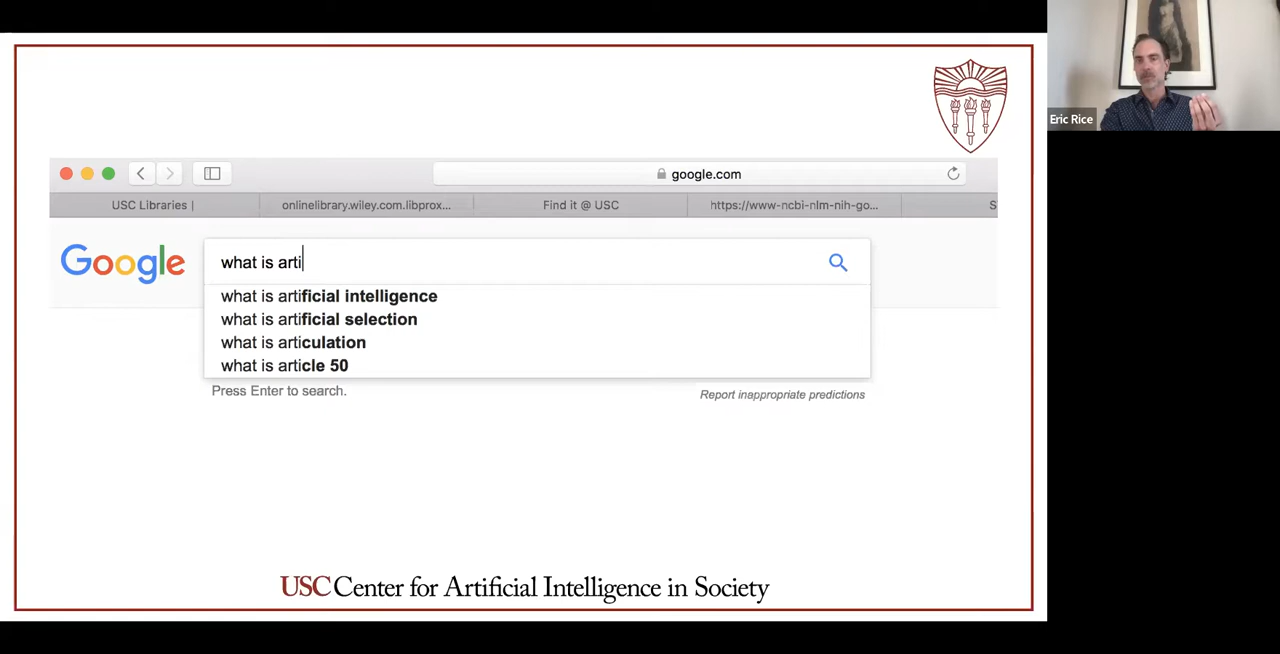 Eric Rice
google.com
USC Libraries |
onlinelibrary.wiley.com.libprox...
Find it @ USC
https://www-ncbi-nlm-nih-go...
S
Google
what is arti
what is artificial intelligence
what is artificial selection
what is articulation
what is article 50
Press Enter to search.
Report inappropriate predictions
USC Center for Artificial Intelligence in Society